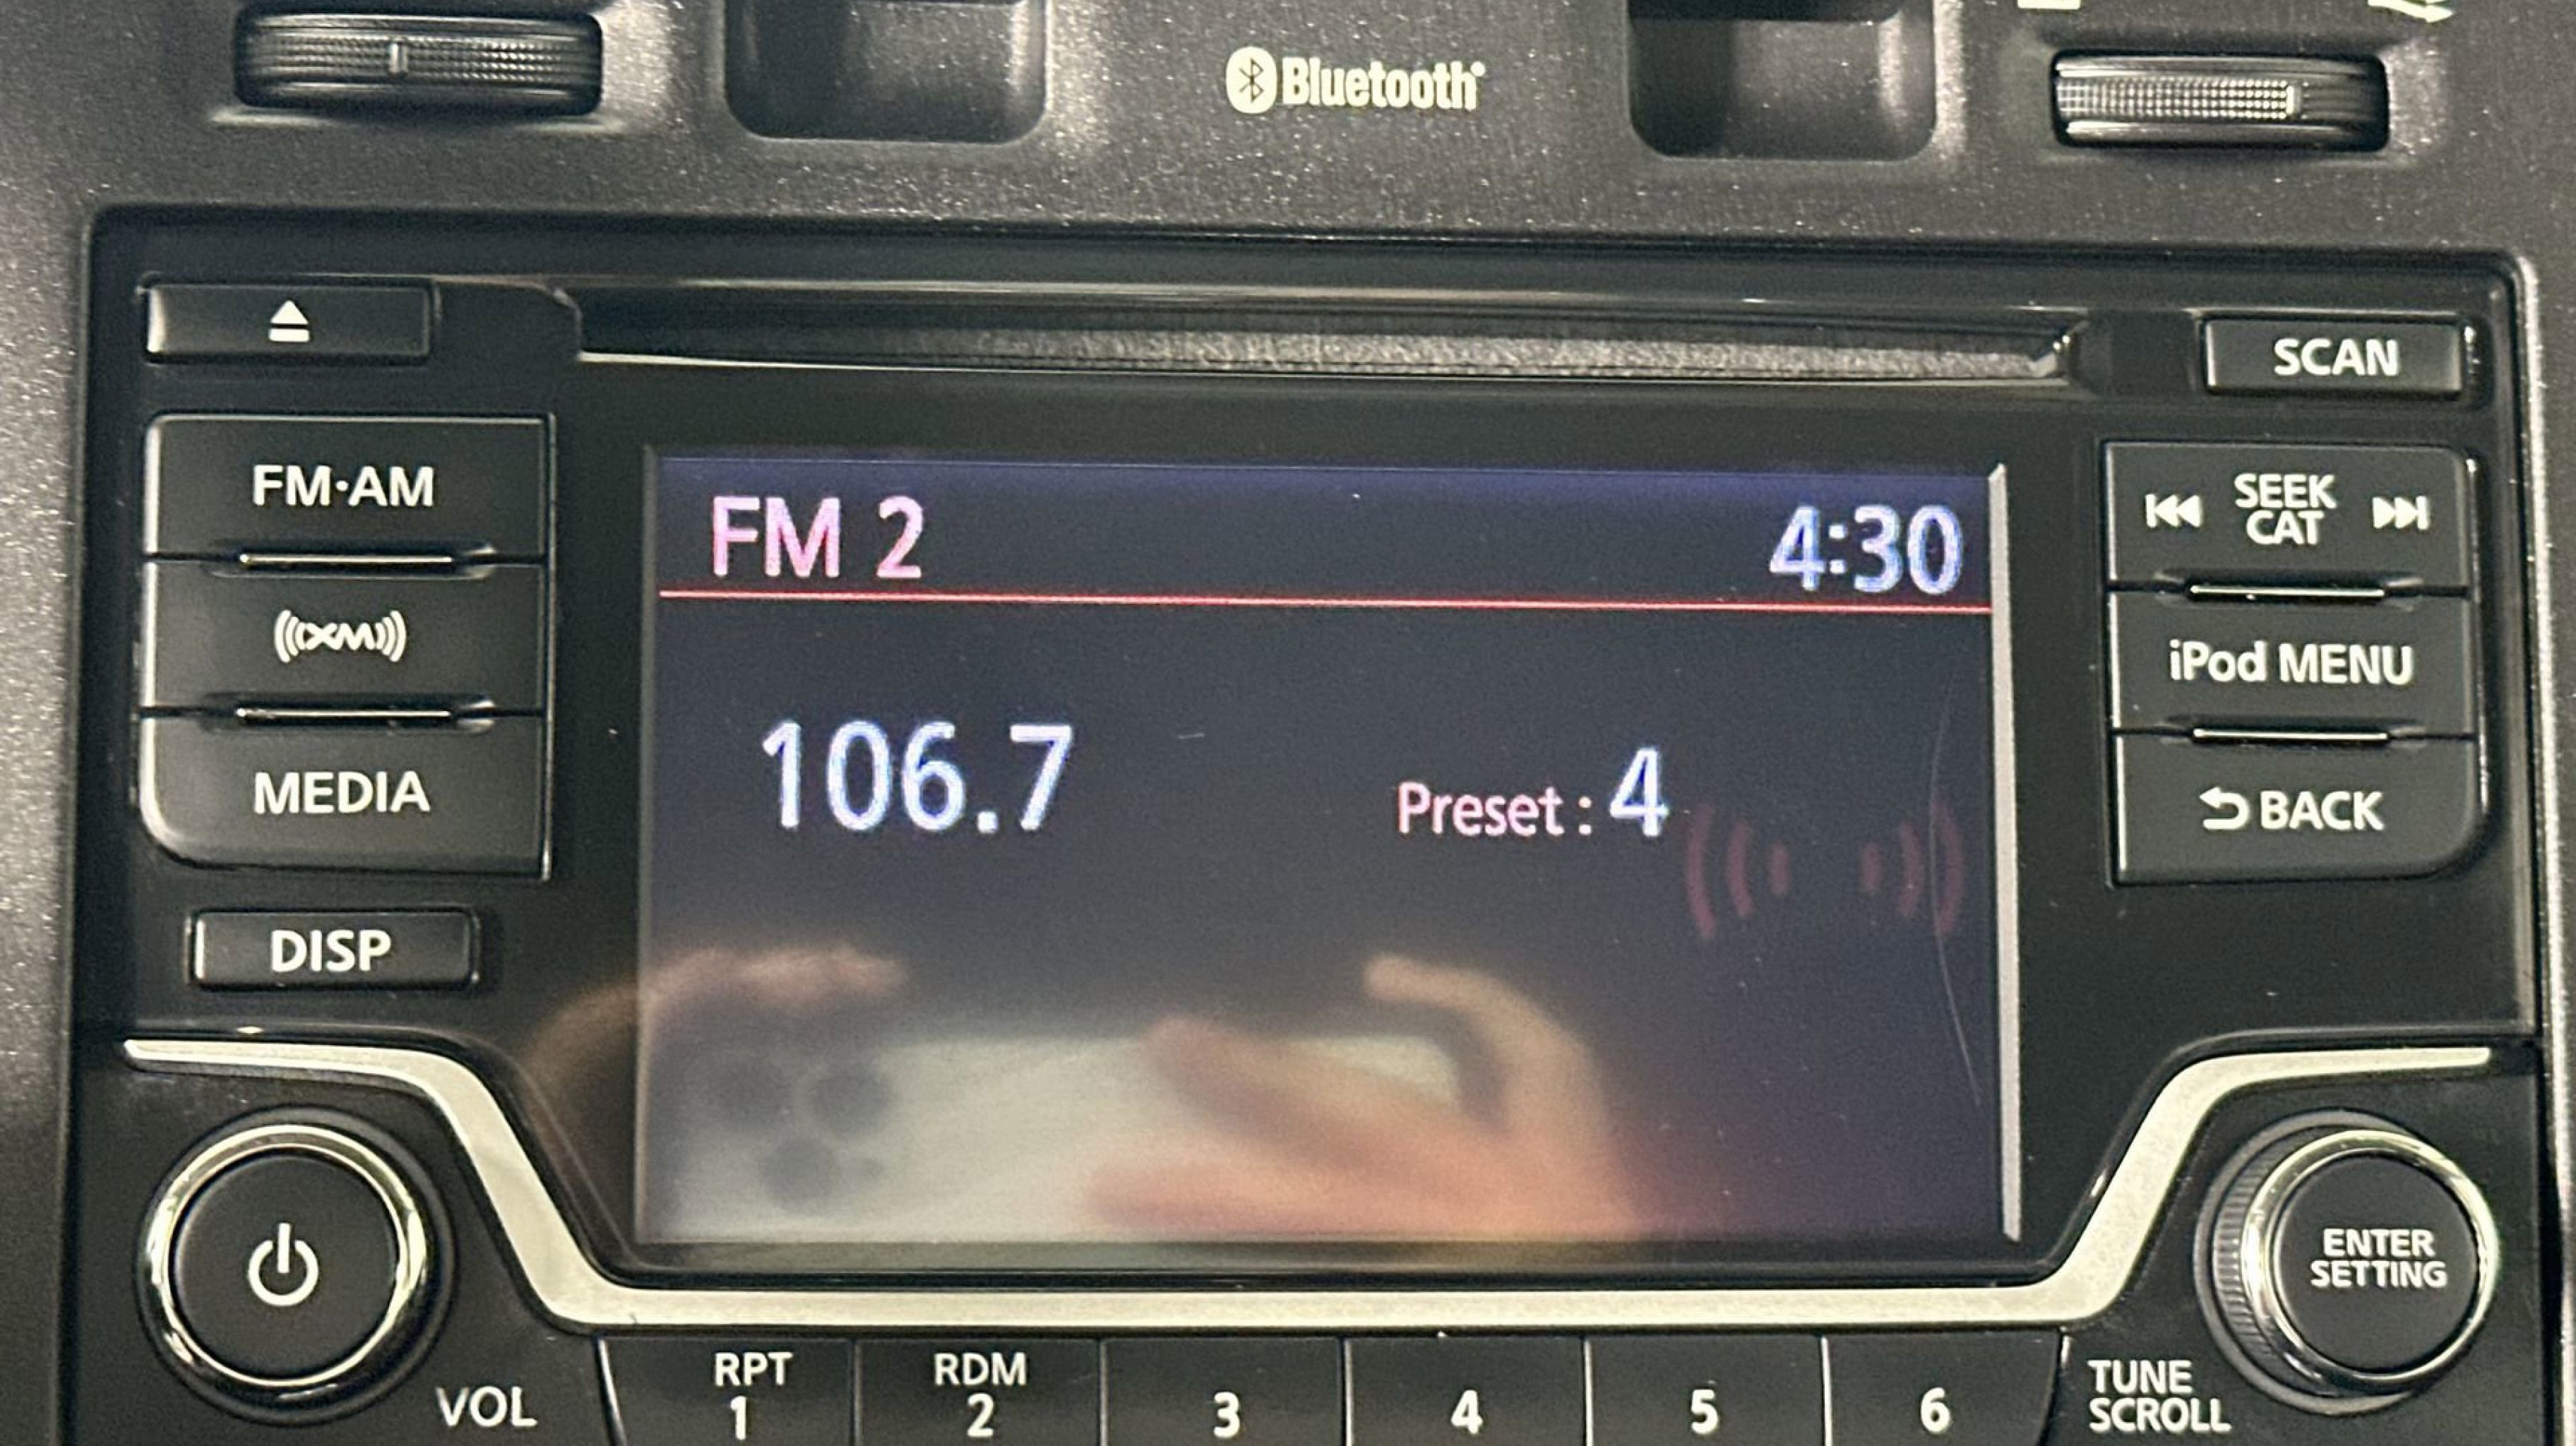 Bluetooth
SCAN
FM·AM
SEEK
CAT
FM 2
4:30
XM
iPod MENU
106.7
Preset : 4
MEDIA
BACK
DISP
ENTER
SETTING
VOL
RPT
1
RDM
2
3
4
5
6
TUNE
SCROLL